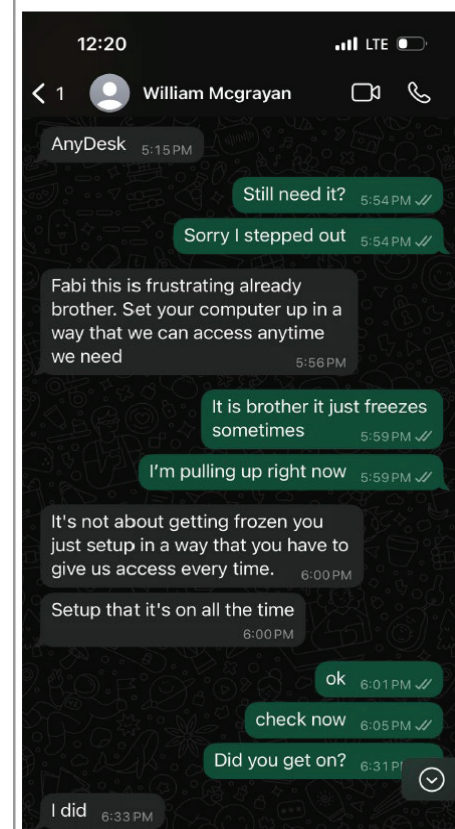 12:20
LTE
1
William Mcgrayan
AnyDesk 5:15 PM
Still need it? 5:54 PM
Sorry I stepped out 5:54 PM
Fabi this is frustrating already
brother. Set your computer up in a
way that we can access anytime
we need 5:56 PM
It is brother it just freezes
sometimes 5:59 PM
I'm pulling up right now 5:59 PM
It's not about getting frozen you
just setup in a way that you have to
give us access every time. 6:00 PM
Setup that it's on all the time
6:00 PM
ok 6:01 PM
check now 6:05 PM
Did you get on? 6:31 P
I did 6:33 PM